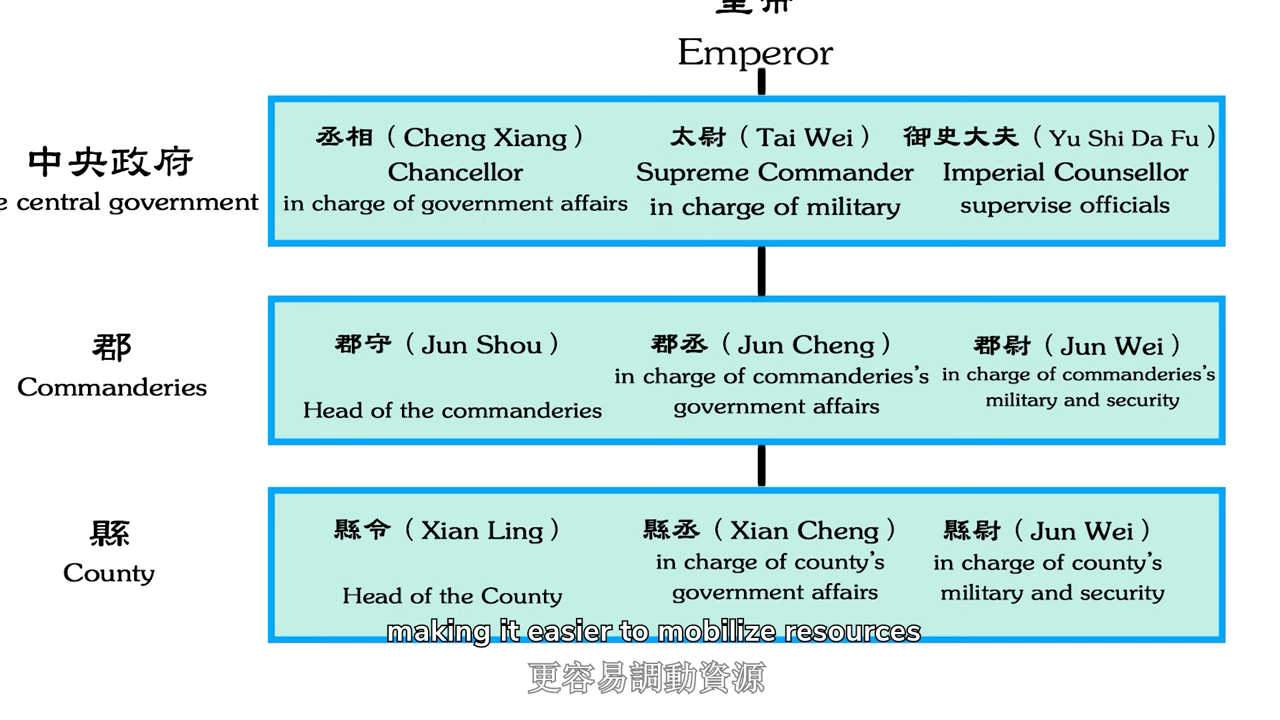 皇帝
Emperor
中央政府
e central government
丞相（Cheng Xiang）
Chancellor
in charge of government affairs
太尉（Tai Wei）
Supreme Commander
in charge of military
御史大夫（Yu Shi Da Fu）
Imperial Counsellor
supervise officials
郡
Commanderies
郡守（Jun Shou）
Head of the commanderies
郡丞（Jun Cheng）
in charge of commanderies's
government affairs
郡尉（Jun Wei）
in charge of commanderies's
military and security
縣
County
縣令（Xian Ling）
Head of the County
縣丞（Xian Cheng）
in charge of county's
government affairs
縣尉（Jun Wei）
in charge of county's
military and security
making it easier to mobilize resources
更容易調動資源